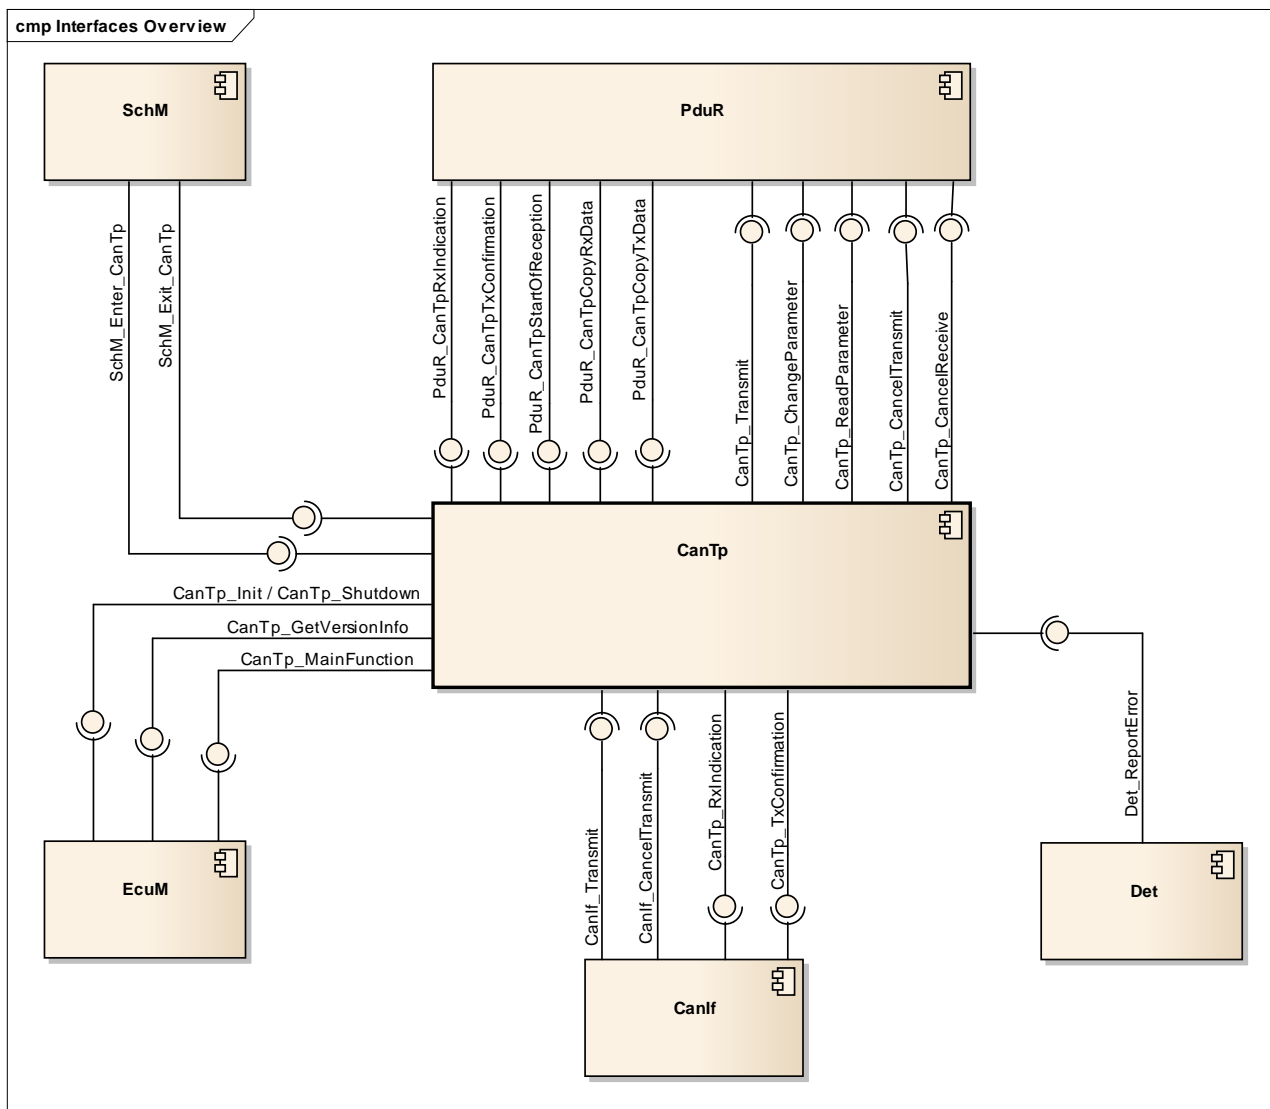 cmp Interfaces Overview
SchM
PduR
SchM_Enter_CanTp
SchM_Exit_CanTp
PduR_CanTpRxIndication
PduR_CanTpTxConfirmation
PduR_CanTpStartOfReception
PduR_CanTpCopyRxData
PduR_CanTpCopyTxData
CanTp_Transmit
CanTp_ChangeParameter
CanTp_ReadParameter
CanTp_CancelTransmit
CanTp_CancelReceive
CanTp
CanTp_Init / CanTp_Shutdown
CanTp_GetVersionInfo
CanTp_MainFunction
CanIf_Transmit
CanIf_CancelTransmit
CanTp_RxIndication
CanTp_TxConfirmation
Det_ReportError
EcuM
Det
CanIf